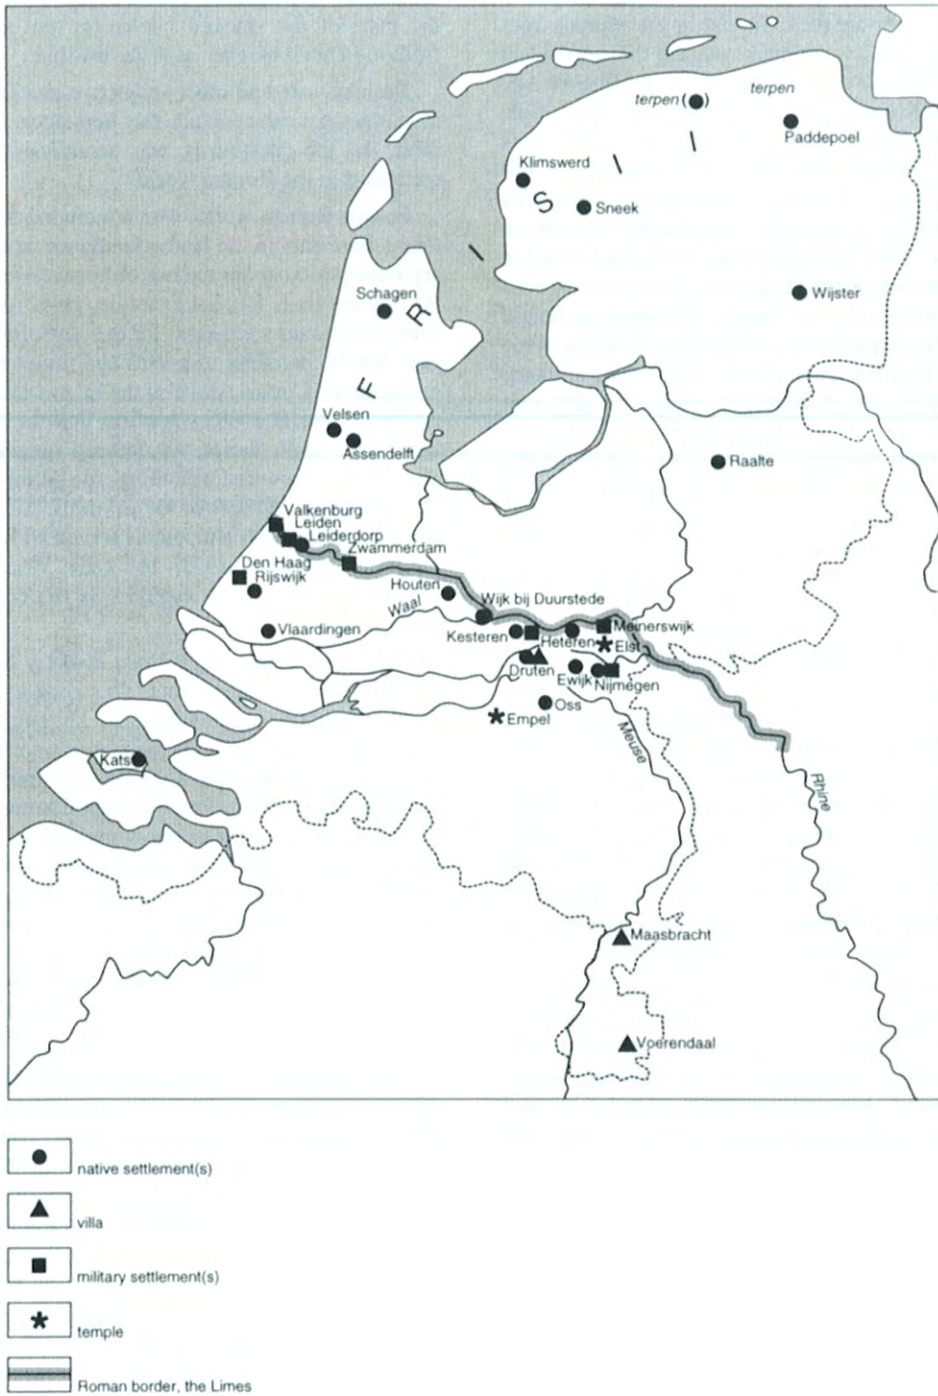 terpen
terpen (●)
Paddepoel
Klimswerd
Sneek
Wijster
Schagen
F R I S I I
Velsen
Assendelft
Raalte
Valkenburg
Leiden
Leiderdorp
Zwammerdam
Den Haag
Rijswijk
Houten
Waal
Wijk bij Duurstede
Vlaardingen
Kesteren
Heteren
Meinerswijk
Elst
Druten
Ewijk
Nijmegen
Oss
Empel
Meuse
Kats
Rhine
Maasbracht
Voerendaal
native settlement(s)
villa
military settlement(s)
temple
Roman border, the Limes